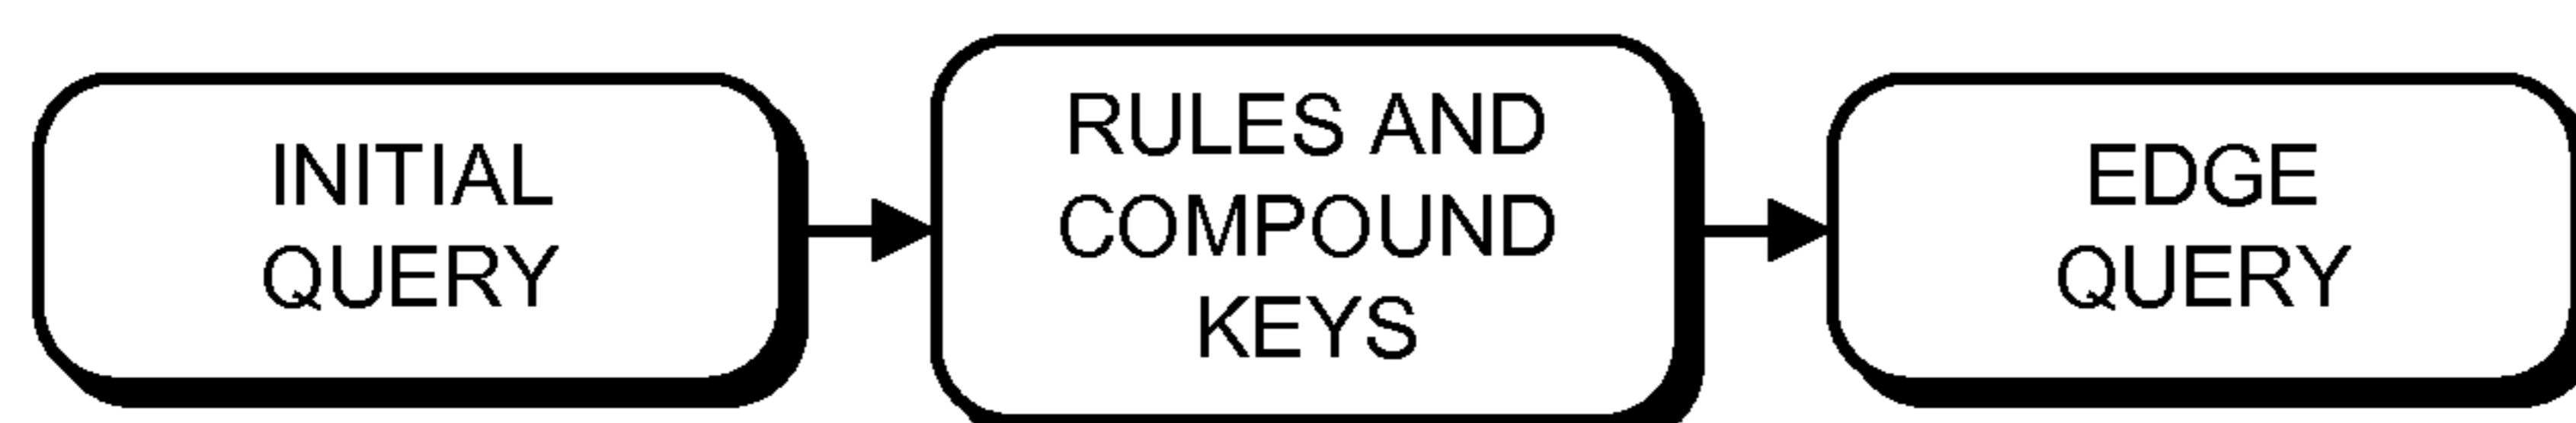 INITIAL
QUERY
RULES AND
COMPOUND
KEYS
EDGE
QUERY